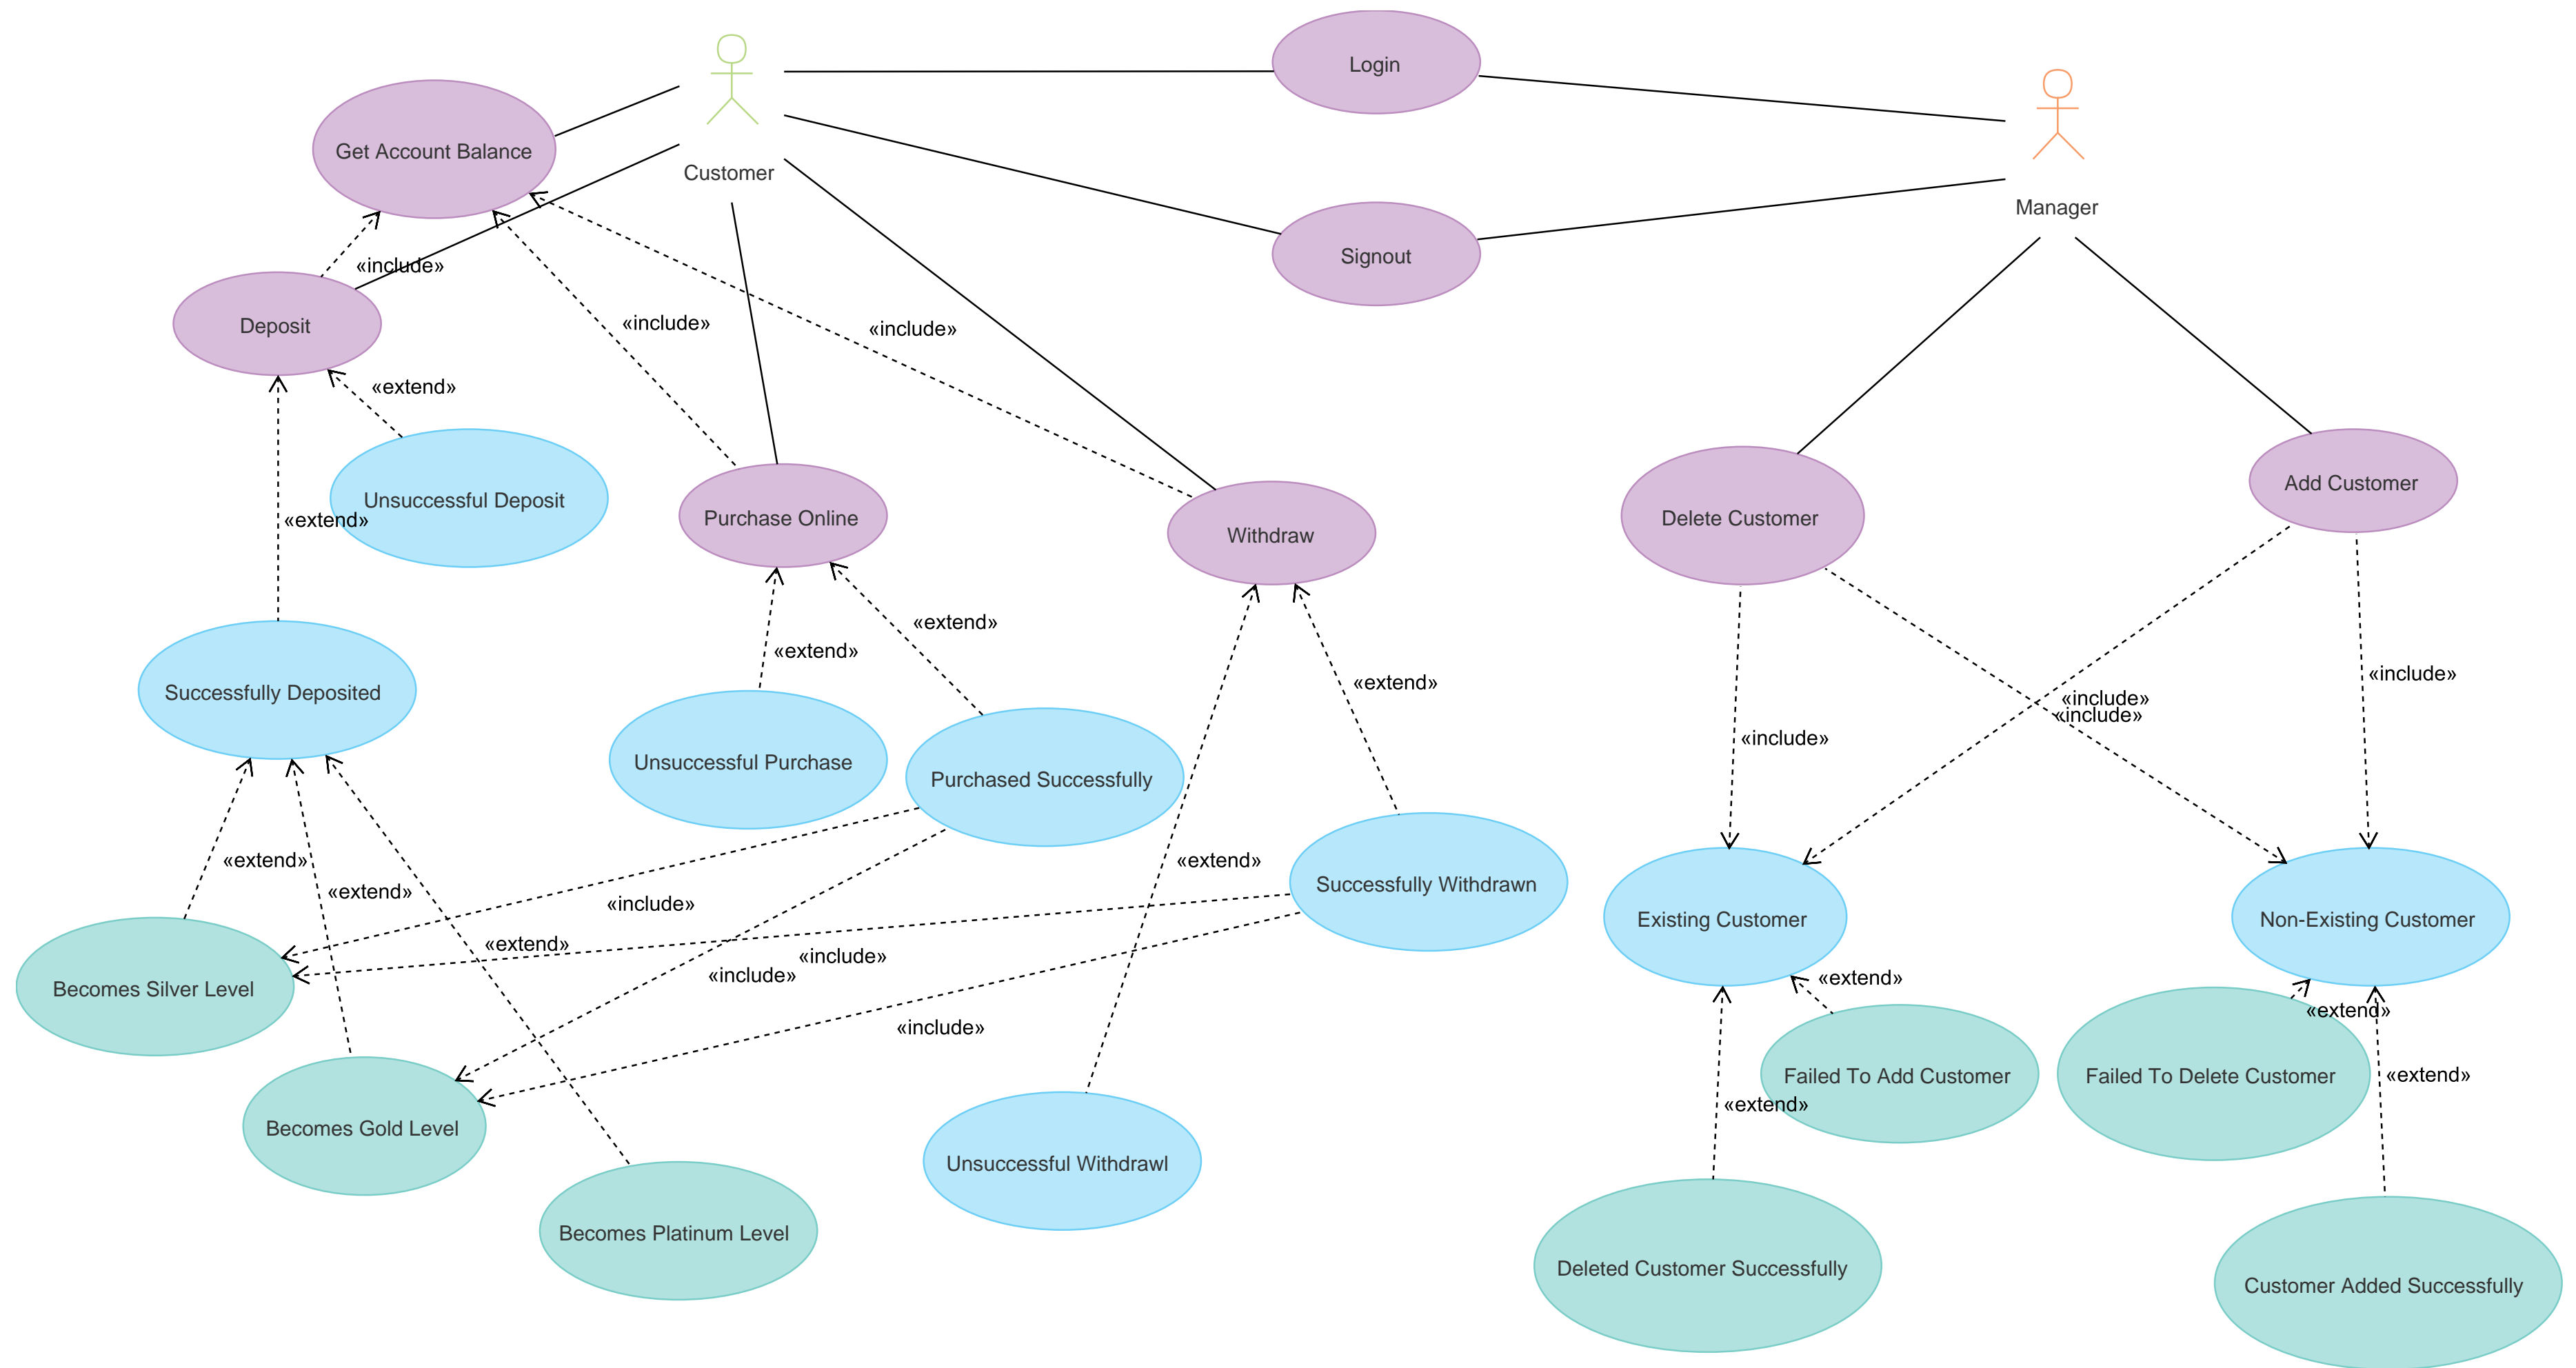 Login
Get Account Balance
Customer
Manager
Signout
«include»
Deposit
«include»
«include»
«extend»
Unsuccessful Deposit
«extend»
Purchase Online
Withdraw
Delete Customer
Add Customer
«extend»
«extend»
«extend»
«include»
«include»
«include»
«include»
Successfully Deposited
Unsuccessful Purchase
Purchased Successfully
«extend»
«extend»
«extend»
Successfully Withdrawn
Existing Customer
Non-Existing Customer
«include»
«extend»
«include»
«include»
«extend»
«extend»
Becomes Silver Level
«include»
Failed To Add Customer
Failed To Delete Customer
«extend»
«extend»
Becomes Gold Level
Unsuccessful Withdrawl
Becomes Platinum Level
Deleted Customer Successfully
Customer Added Successfully